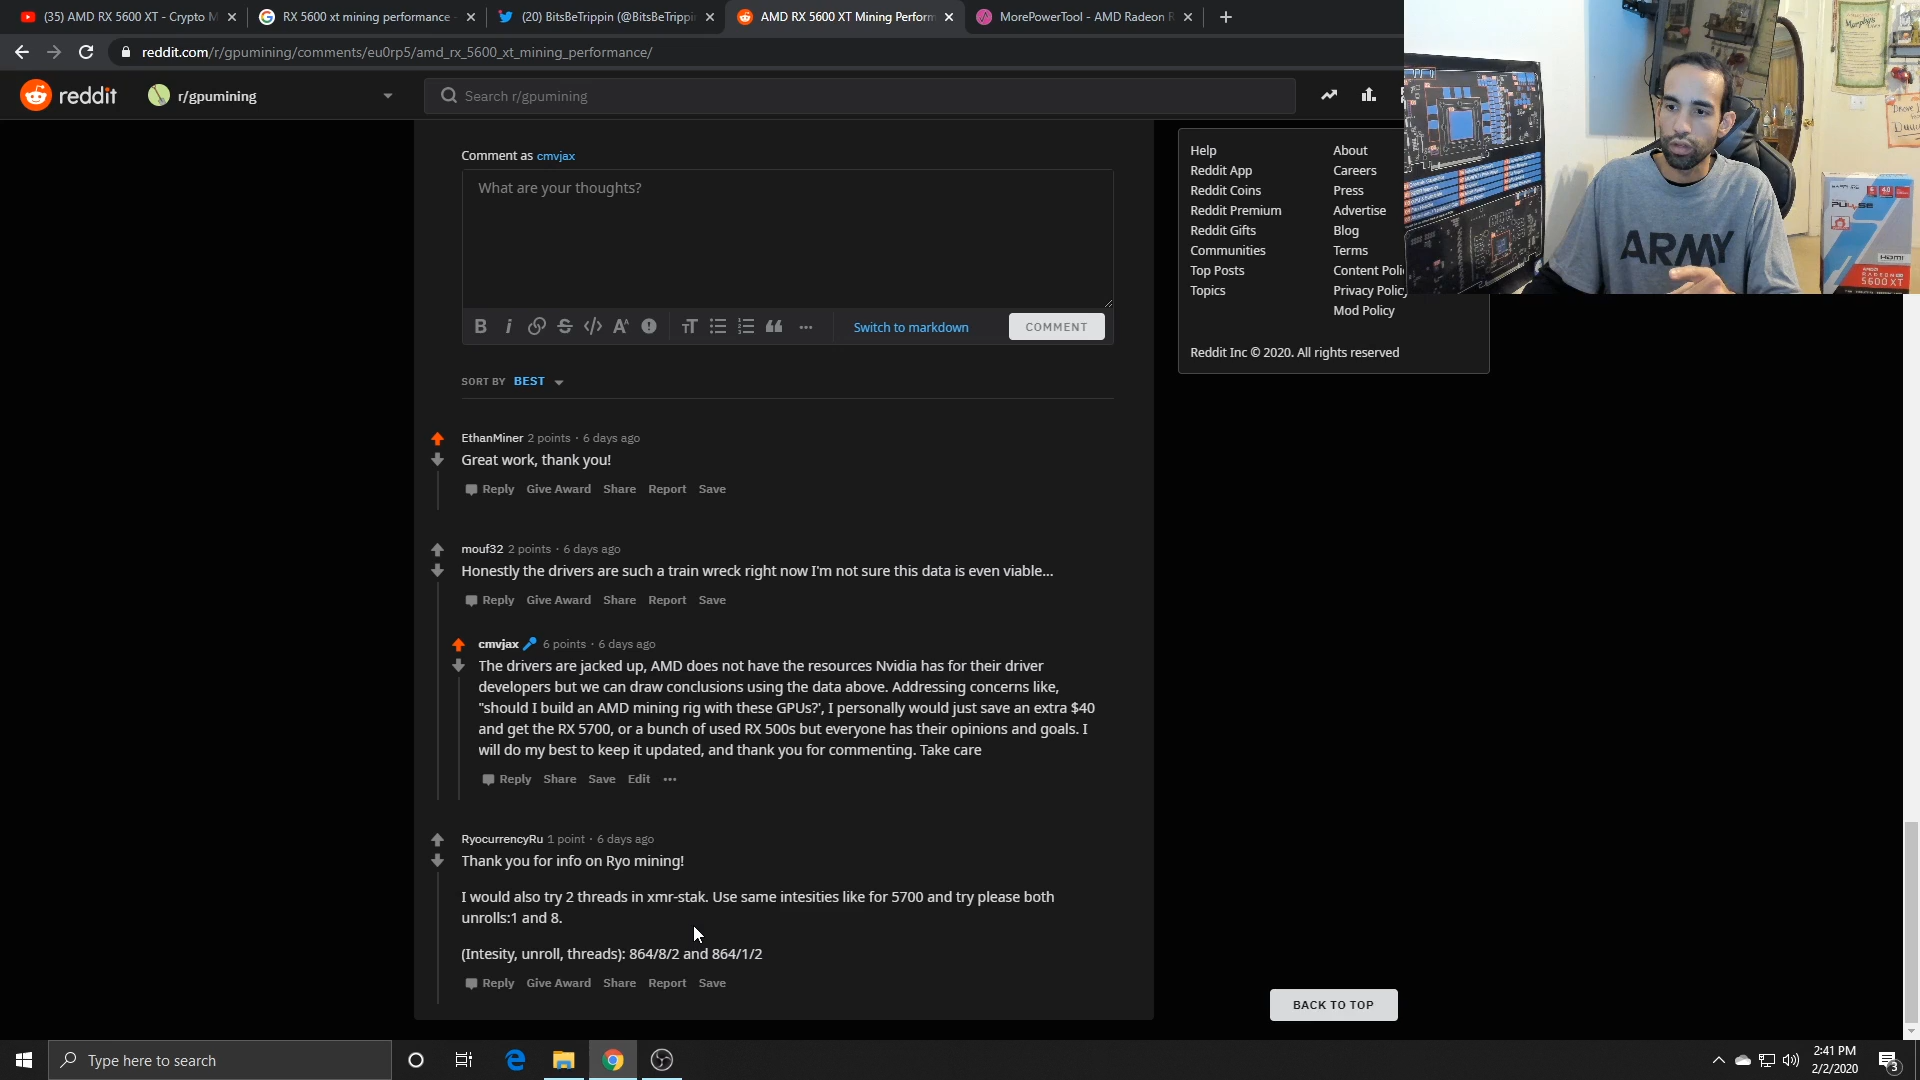 (35) AMD RX 5600 XT - Crypto M
RX 5600 xt mining performance -
(20) BitsBeTrippin (@BitsBeTrippi
AMD RX 5600 XT Mining Perform
MorePowerTool - AMD Radeon R
reddit.com/r/gpumining/comments/eu0rp5/amd_rx_5600_xt_mining_performance/
reddit
r/gpumining
Search r/gpumining
Comment as cmvjax
What are your thoughts?
Switch to markdown
COMMENT
SORT BY BEST
EthanMiner 2 points · 6 days ago
Great work, thank you!
Reply Give Award Share Report Save
mouf32 2 points · 6 days ago
Honestly the drivers are such a train wreck right now I'm not sure this data is even viable...
Reply Give Award Share Report Save
cmvjax 6 points · 6 days ago
The drivers are jacked up, AMD does not have the resources Nvidia has for their driver
developers but we can draw conclusions using the data above. Addressing concerns like,
"should I build an AMD mining rig with these GPUs?', I personally would just save an extra $40
and get the RX 5700, or a bunch of used RX 500s but everyone has their opinions and goals. I
will do my best to keep it updated, and thank you for commenting. Take care
Reply Share Save Edit ...
RyocurrencyRu 1 point · 6 days ago
Thank you for info on Ryo mining!
I would also try 2 threads in xmr-stak. Use same intesities like for 5700 and try please both
unrolls:1 and 8.
(Intesity, unroll, threads): 864/8/2 and 864/1/2
Reply Give Award Share Report Save
Help
About
Reddit App
Careers
Reddit Coins
Press
Reddit Premium
Advertise
Reddit Gifts
Blog
Communities
Terms
Top Posts
Content Poli
Topics
Privacy Policy
Mod Policy
Reddit Inc © 2020. All rights reserved
BACK TO TOP
ARMY
PULSE
HDMI
RADEON
5600 XT
Type here to search
2:41 PM
2/2/2020
3